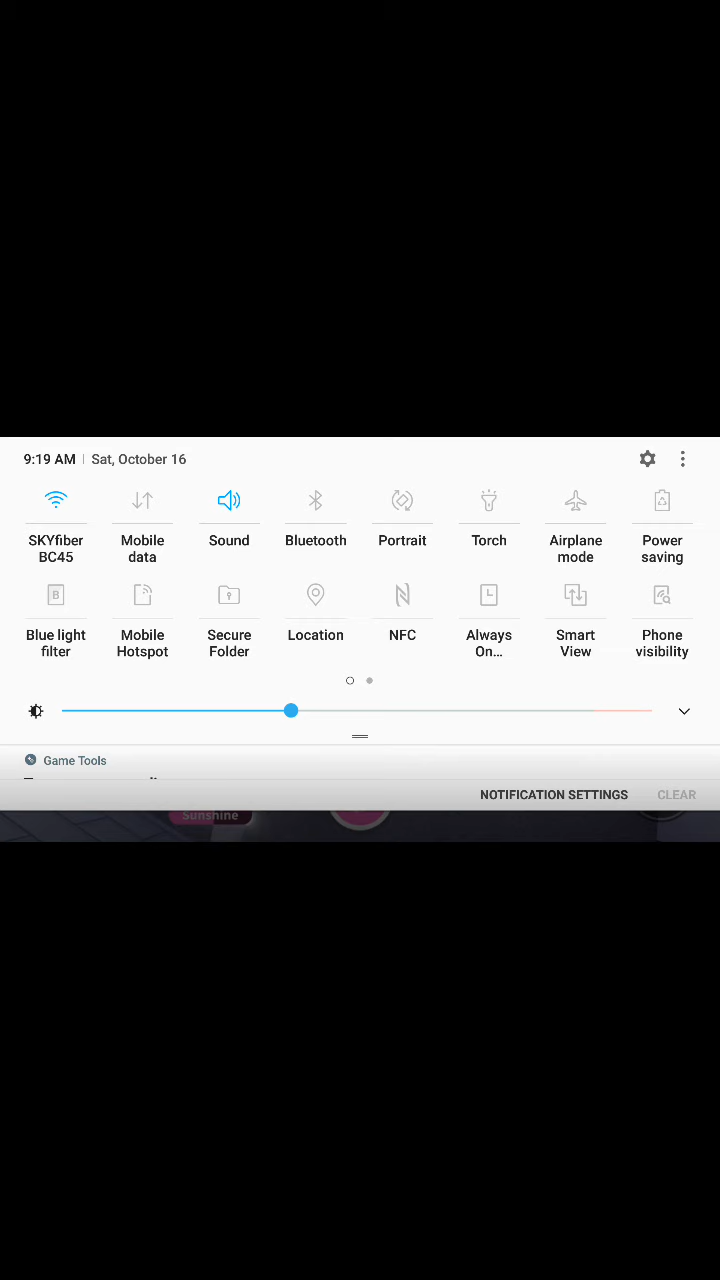 9:19 AM | Sat, October 16
SKYfiber BC45
Mobile data
Sound
Bluetooth
Portrait
Torch
Airplane mode
Power saving
B
Blue light filter
Mobile Hotspot
Secure Folder
Location
NFC
Always On...
Smart View
Phone visibility
Game Tools
NOTIFICATION SETTINGS
CLEAR
Sunshine